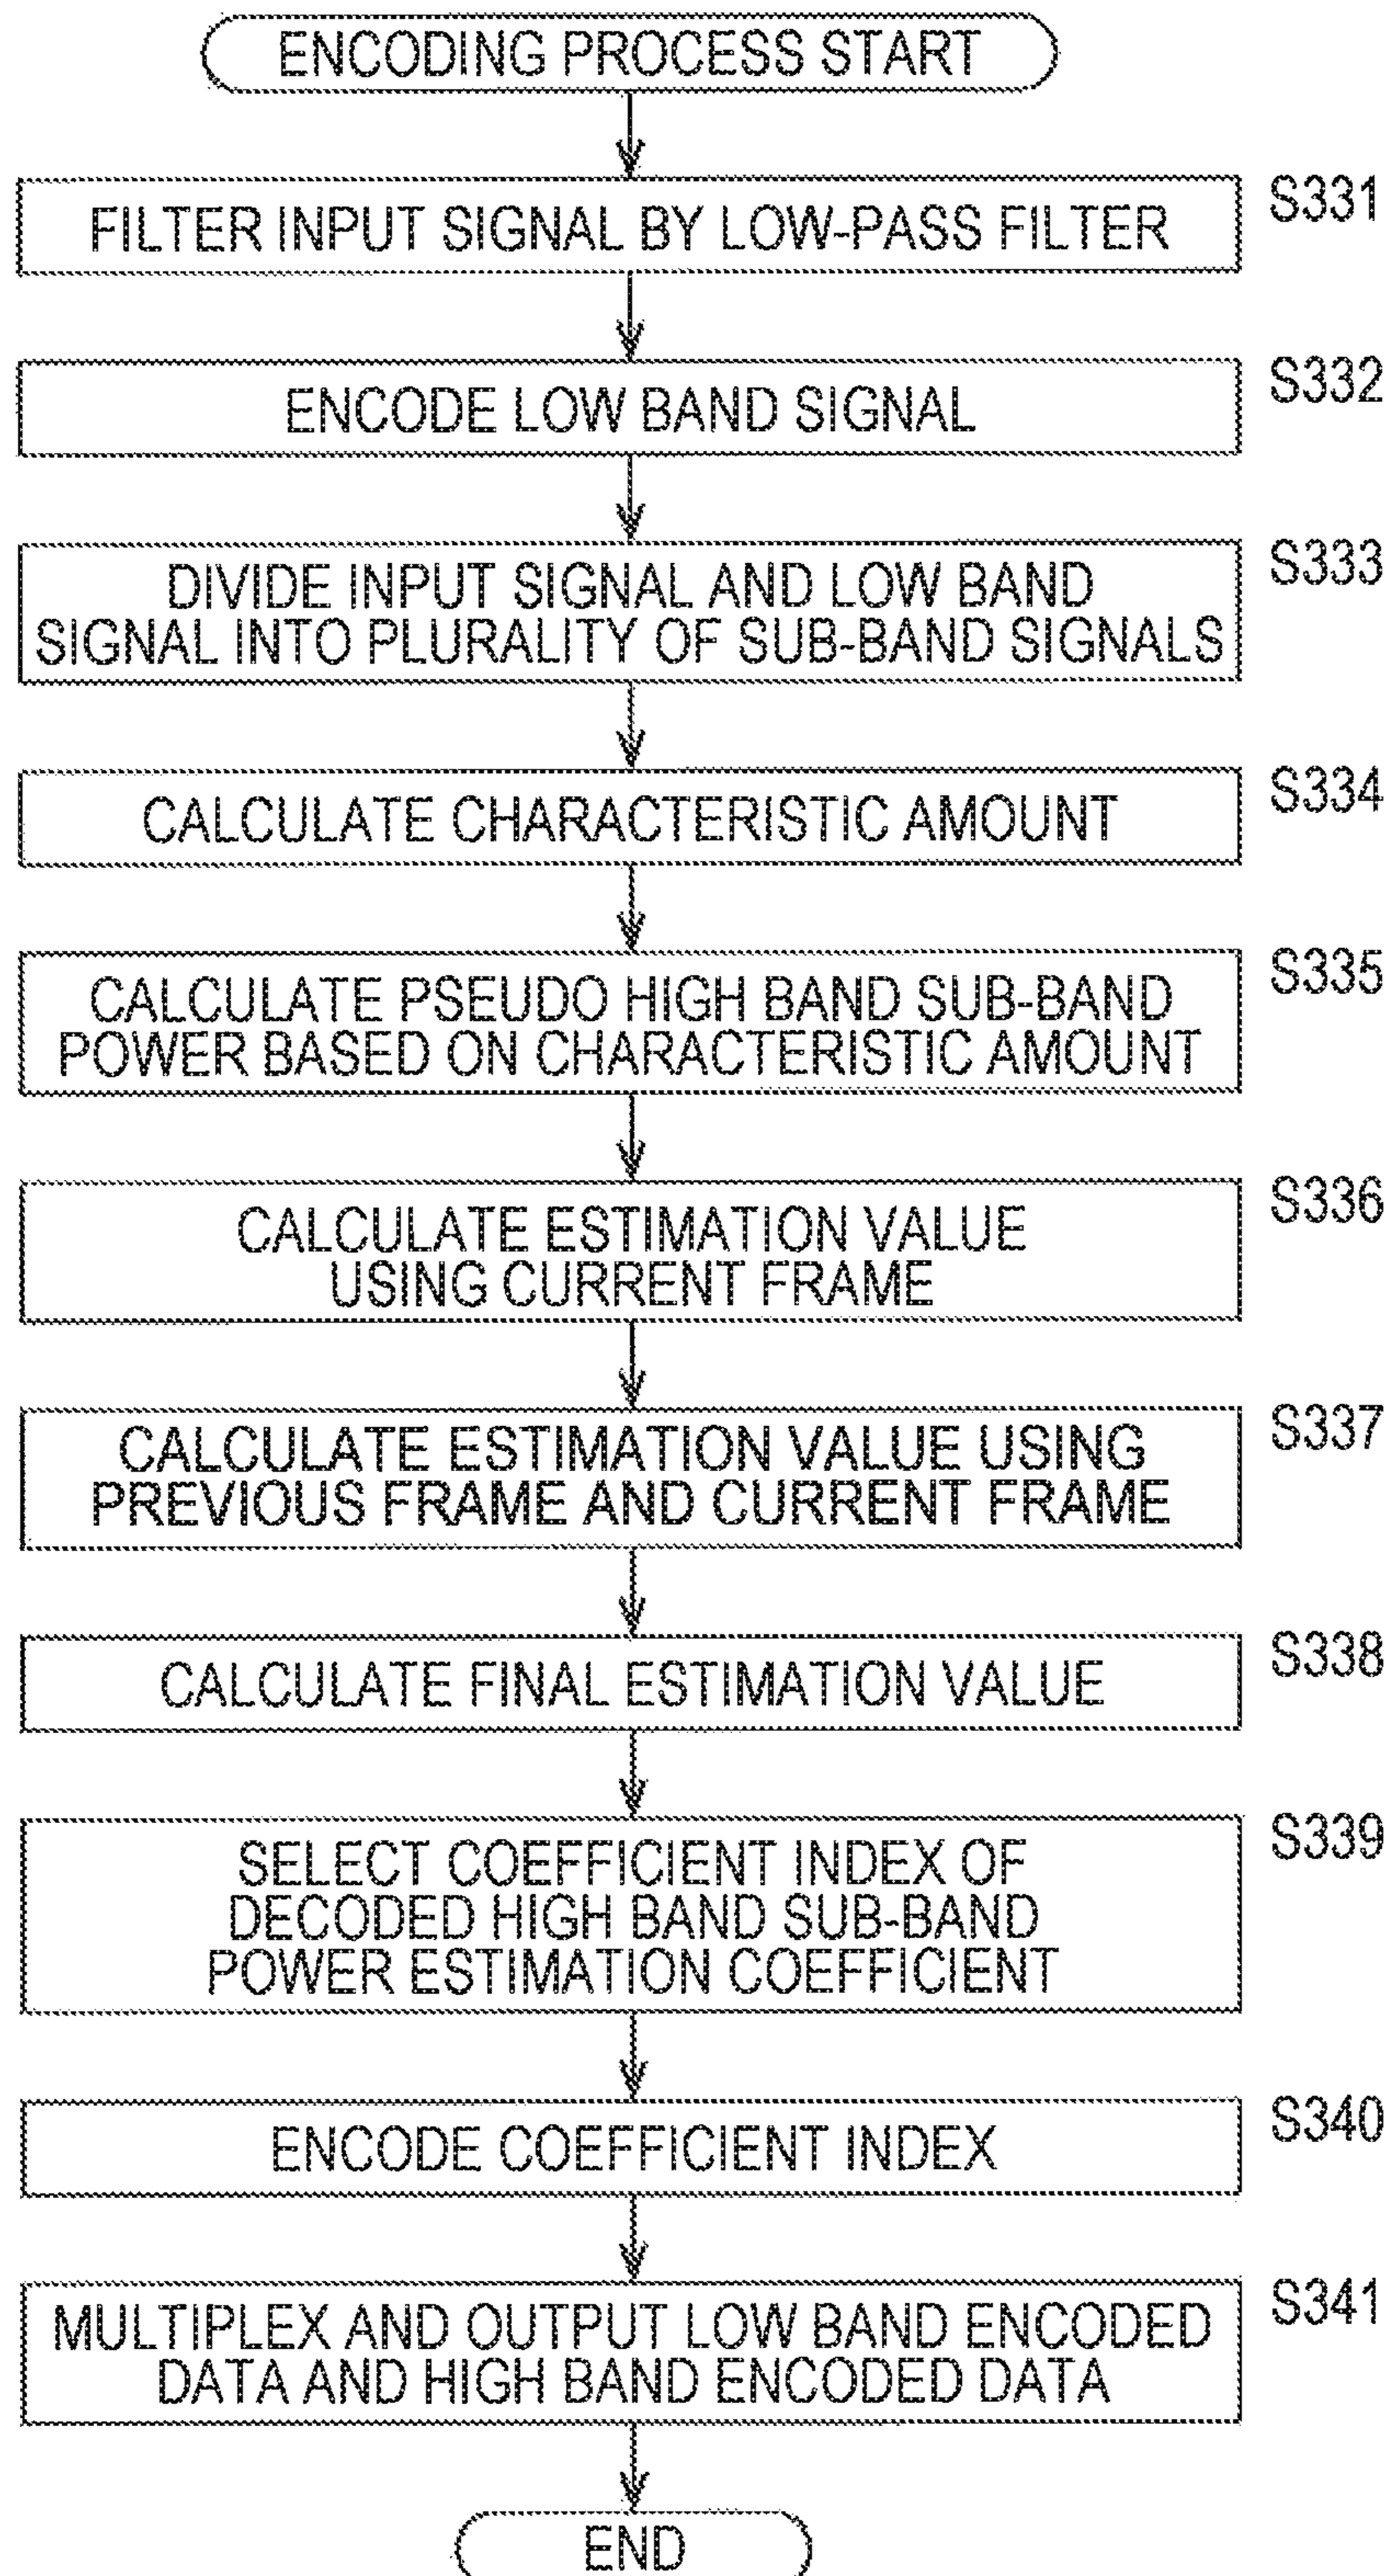 ENCODING PROCESS START
FILTER INPUT SIGNAL BY LOW-PASS FILTER
S331
ENCODE LOW BAND SIGNAL
S332
DIVIDE INPUT SIGNAL AND LOW BAND
SIGNAL INTO PLURALITY OF SUB-BAND SIGNALS
S333
CALCULATE CHARACTERISTIC AMOUNT
S334
CALCULATE PSEUDO HIGH BAND SUB-BAND
POWER BASED ON CHARACTERISTIC AMOUNT
S335
CALCULATE ESTIMATION VALUE
USING CURRENT FRAME
S336
CALCULATE ESTIMATION VALUE USING
PREVIOUS FRAME AND CURRENT FRAME
S337
CALCULATE FINAL ESTIMATION VALUE
S338
SELECT COEFFICIENT INDEX OF
DECODED HIGH BAND SUB-BAND
POWER ESTIMATION COEFFICIENT
S339
ENCODE COEFFICIENT INDEX
S340
MULTIPLEX AND OUTPUT LOW BAND ENCODED
DATA AND HIGH BAND ENCODED DATA
S341
END